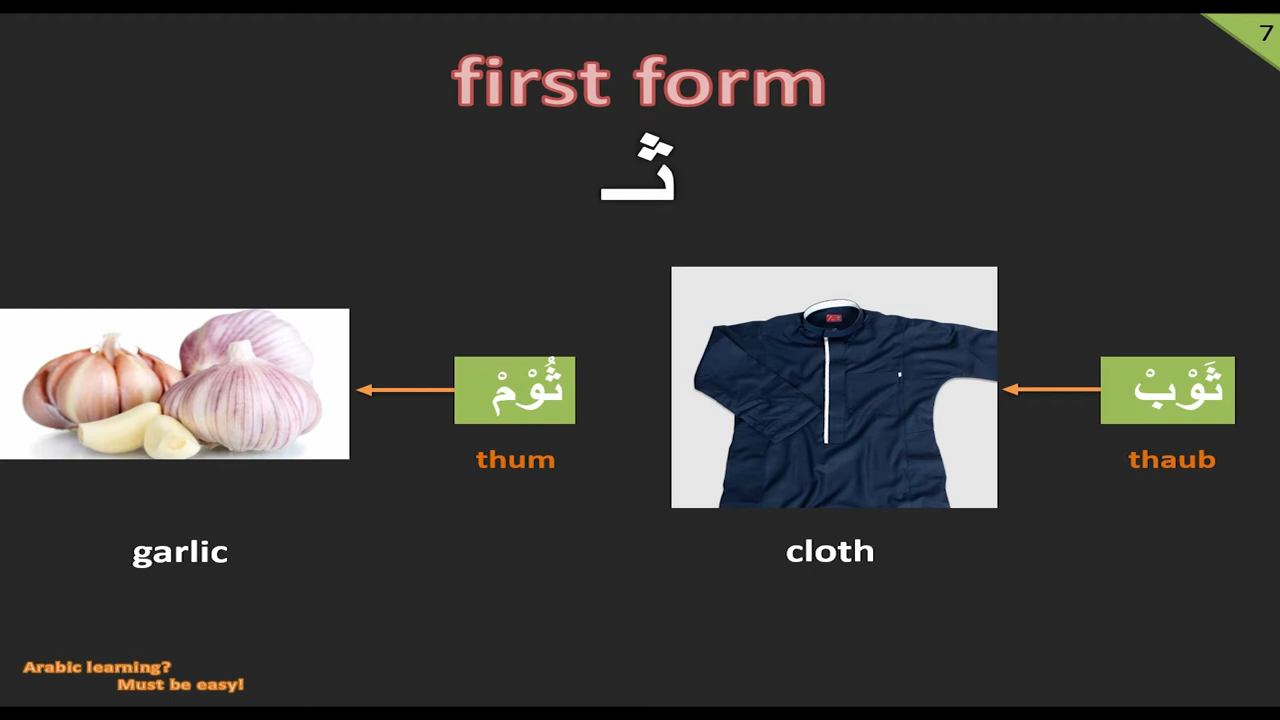 7
first form
ثـ
ثَوْبْ
thaub
cloth
ثُوْمْ
thum
garlic
Arabic learning?
Must be easy!